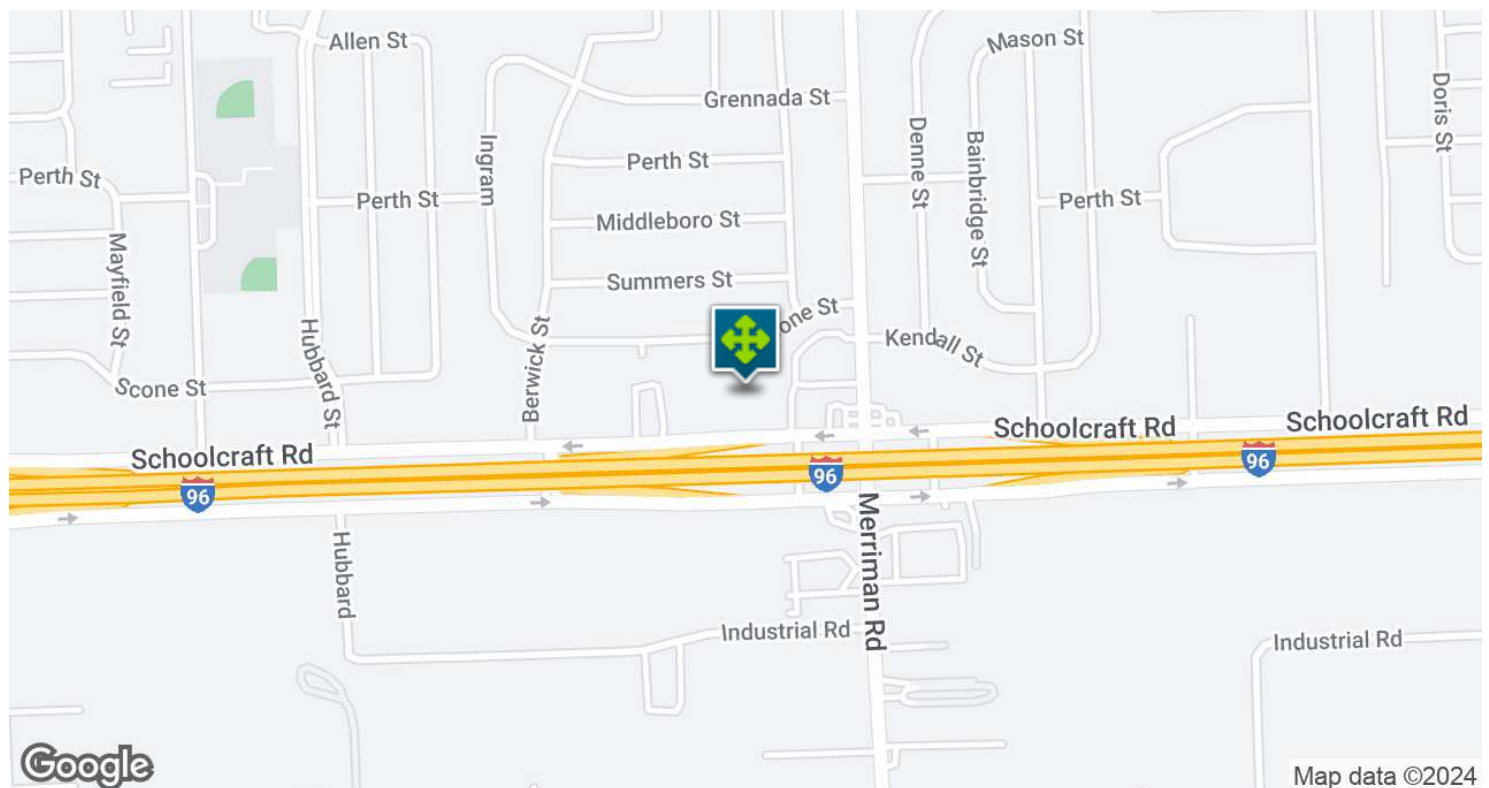 Allen St
Mason St
Grennada St
Doris St
Ingram
Denne St
Bainbridge St
Perth St
Perth St
Perth St
Perth St
Middleboro St
Mayfield St
Summers St
one St
Kendall St
Hubbard St
Berwick St
Scone St
Schoolcraft Rd
Schoolcraft Rd
Schoolcraft Rd
96
96
96
Merriman Rd
Hubbard
Industrial Rd
Industrial Rd
Google
Map data ©2024